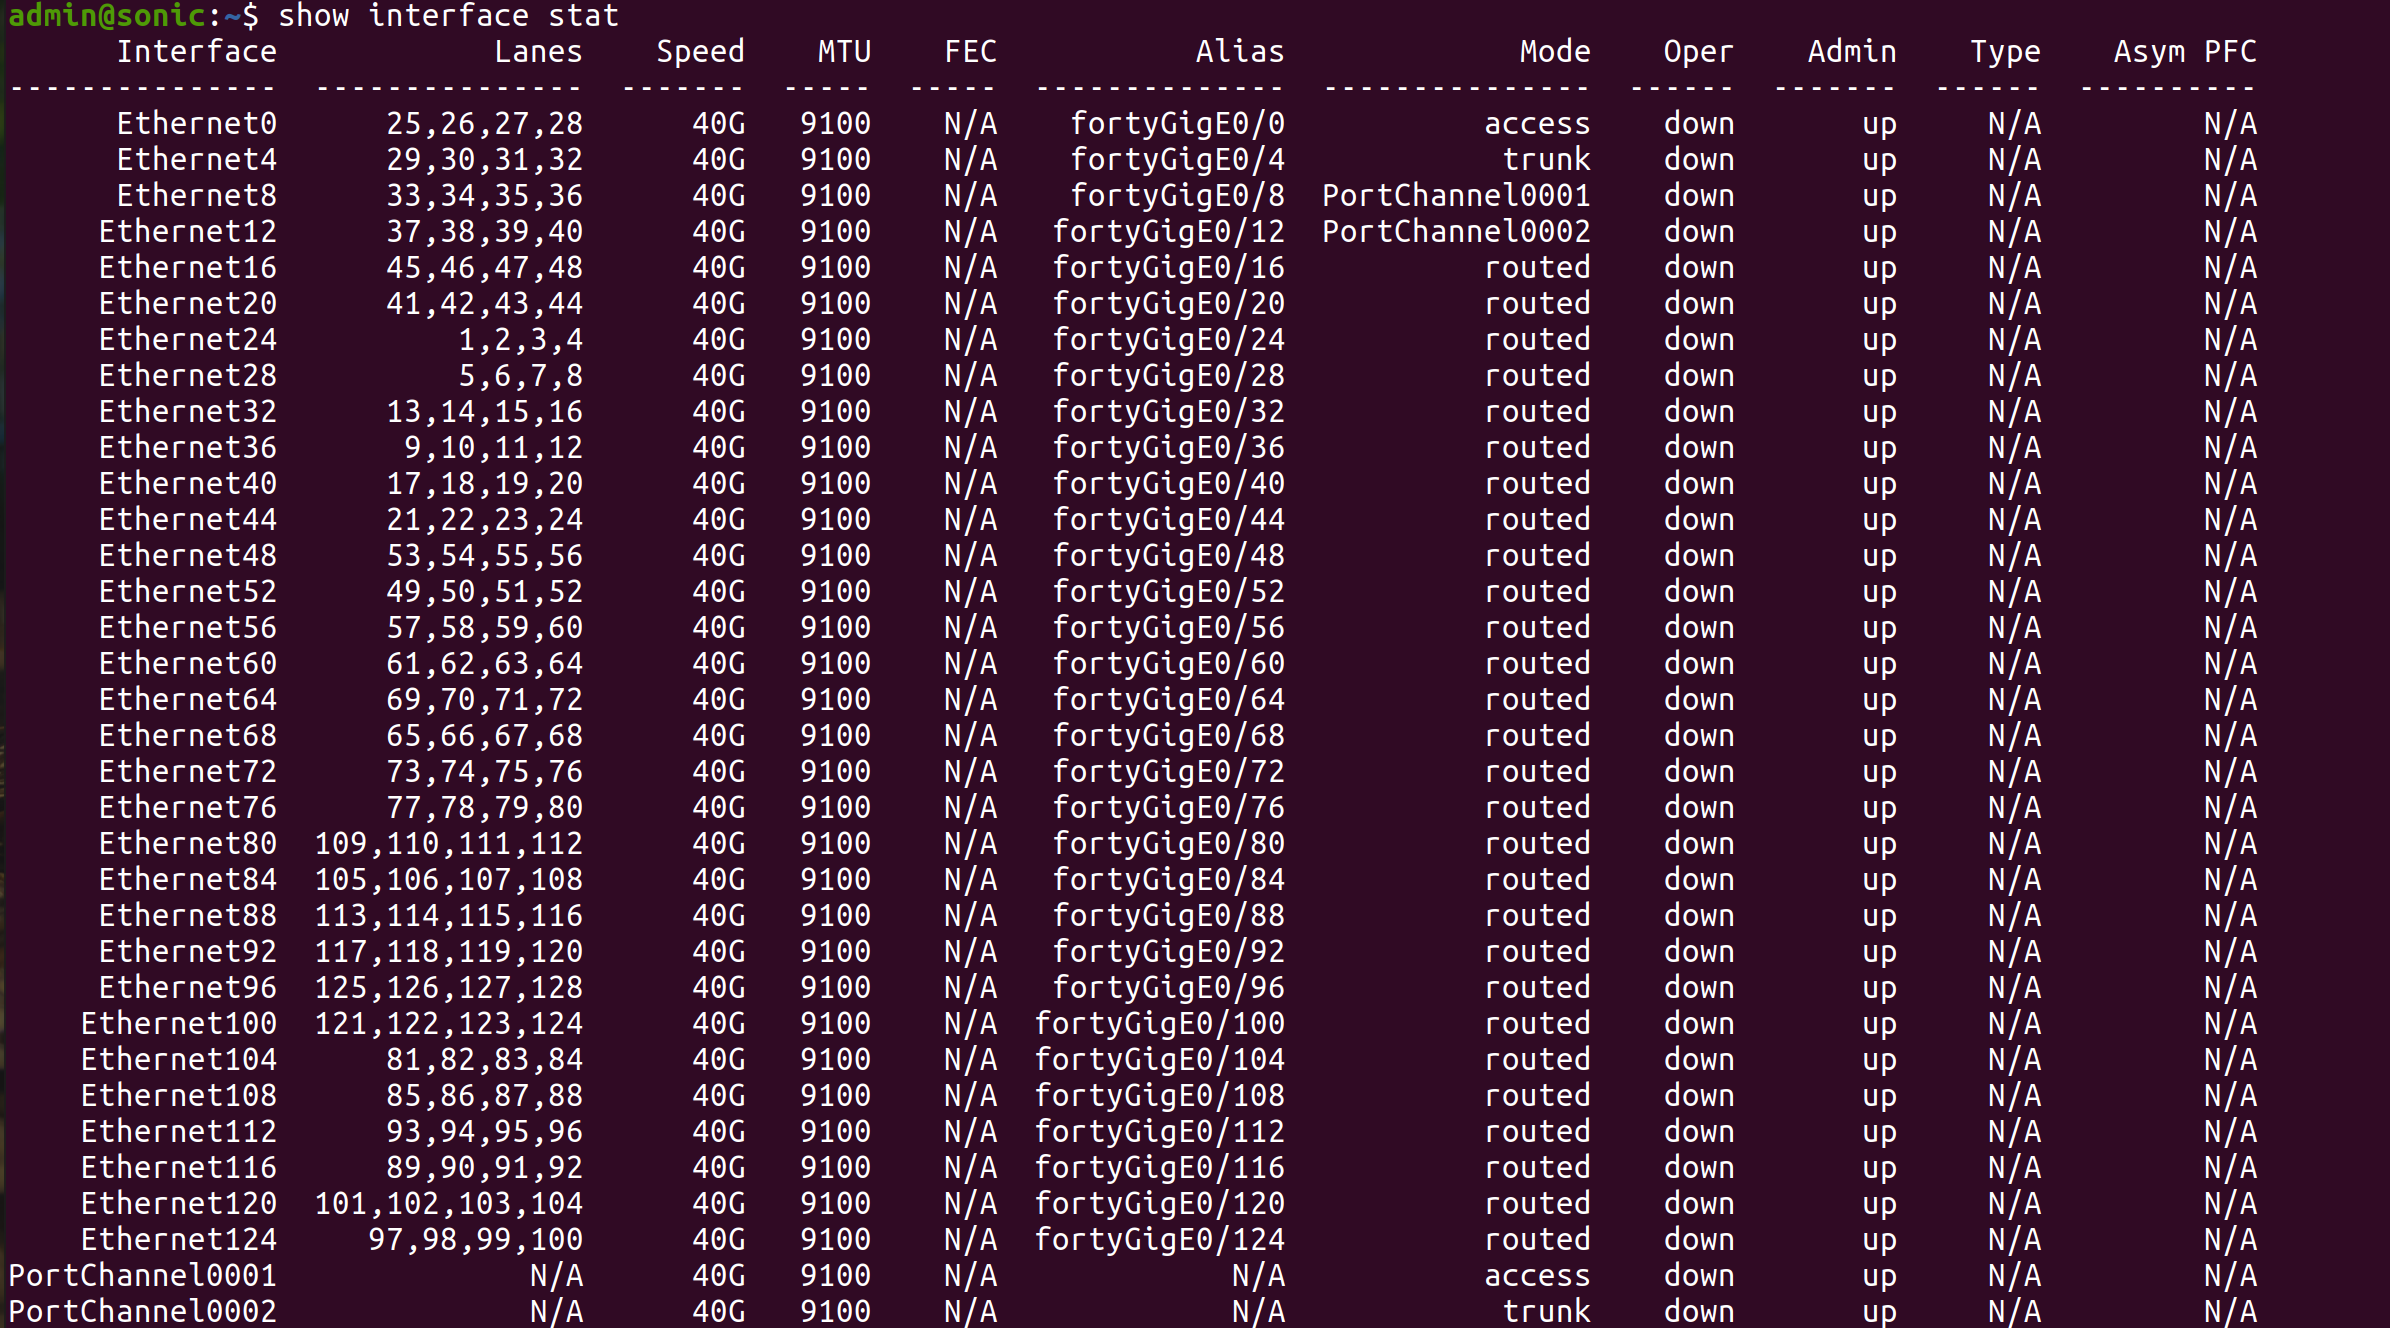 admin@sonic:~$ show interface stat
      Interface            Lanes    Speed    MTU    FEC           Alias             Mode    Oper    Admin    Type    Asym PFC
---------------  ---------------  -------  -----  -----  --------------  ---------------  ------  -------  ------  ----------
      Ethernet0      25,26,27,28      40G   9100    N/A    fortyGigE0/0           access    down       up     N/A         N/A
      Ethernet4      29,30,31,32      40G   9100    N/A    fortyGigE0/4            trunk    down       up     N/A         N/A
      Ethernet8      33,34,35,36      40G   9100    N/A    fortyGigE0/8  PortChannel0001    down       up     N/A         N/A
     Ethernet12      37,38,39,40      40G   9100    N/A   fortyGigE0/12  PortChannel0002    down       up     N/A         N/A
     Ethernet16      45,46,47,48      40G   9100    N/A   fortyGigE0/16           routed    down       up     N/A         N/A
     Ethernet20      41,42,43,44      40G   9100    N/A   fortyGigE0/20           routed    down       up     N/A         N/A
     Ethernet24          1,2,3,4      40G   9100    N/A   fortyGigE0/24           routed    down       up     N/A         N/A
     Ethernet28          5,6,7,8      40G   9100    N/A   fortyGigE0/28           routed    down       up     N/A         N/A
     Ethernet32      13,14,15,16      40G   9100    N/A   fortyGigE0/32           routed    down       up     N/A         N/A
     Ethernet36       9,10,11,12      40G   9100    N/A   fortyGigE0/36           routed    down       up     N/A         N/A
     Ethernet40      17,18,19,20      40G   9100    N/A   fortyGigE0/40           routed    down       up     N/A         N/A
     Ethernet44      21,22,23,24      40G   9100    N/A   fortyGigE0/44           routed    down       up     N/A         N/A
     Ethernet48      53,54,55,56      40G   9100    N/A   fortyGigE0/48           routed    down       up     N/A         N/A
     Ethernet52      49,50,51,52      40G   9100    N/A   fortyGigE0/52           routed    down       up     N/A         N/A
     Ethernet56      57,58,59,60      40G   9100    N/A   fortyGigE0/56           routed    down       up     N/A         N/A
     Ethernet60      61,62,63,64      40G   9100    N/A   fortyGigE0/60           routed    down       up     N/A         N/A
     Ethernet64      69,70,71,72      40G   9100    N/A   fortyGigE0/64           routed    down       up     N/A         N/A
     Ethernet68      65,66,67,68      40G   9100    N/A   fortyGigE0/68           routed    down       up     N/A         N/A
     Ethernet72      73,74,75,76      40G   9100    N/A   fortyGigE0/72           routed    down       up     N/A         N/A
     Ethernet76      77,78,79,80      40G   9100    N/A   fortyGigE0/76           routed    down       up     N/A         N/A
     Ethernet80  109,110,111,112      40G   9100    N/A   fortyGigE0/80           routed    down       up     N/A         N/A
     Ethernet84  105,106,107,108      40G   9100    N/A   fortyGigE0/84           routed    down       up     N/A         N/A
     Ethernet88  113,114,115,116      40G   9100    N/A   fortyGigE0/88           routed    down       up     N/A         N/A
     Ethernet92  117,118,119,120      40G   9100    N/A   fortyGigE0/92           routed    down       up     N/A         N/A
     Ethernet96  125,126,127,128      40G   9100    N/A   fortyGigE0/96           routed    down       up     N/A         N/A
    Ethernet100  121,122,123,124      40G   9100    N/A  fortyGigE0/100           routed    down       up     N/A         N/A
    Ethernet104      81,82,83,84      40G   9100    N/A  fortyGigE0/104           routed    down       up     N/A         N/A
    Ethernet108      85,86,87,88      40G   9100    N/A  fortyGigE0/108           routed    down       up     N/A         N/A
    Ethernet112      93,94,95,96      40G   9100    N/A  fortyGigE0/112           routed    down       up     N/A         N/A
    Ethernet116      89,90,91,92      40G   9100    N/A  fortyGigE0/116           routed    down       up     N/A         N/A
    Ethernet120  101,102,103,104      40G   9100    N/A  fortyGigE0/120           routed    down       up     N/A         N/A
    Ethernet124     97,98,99,100      40G   9100    N/A  fortyGigE0/124           routed    down       up     N/A         N/A
PortChannel0001              N/A      40G   9100    N/A             N/A           access    down       up     N/A         N/A
PortChannel0002              N/A      40G   9100    N/A             N/A            trunk    down       up     N/A         N/A